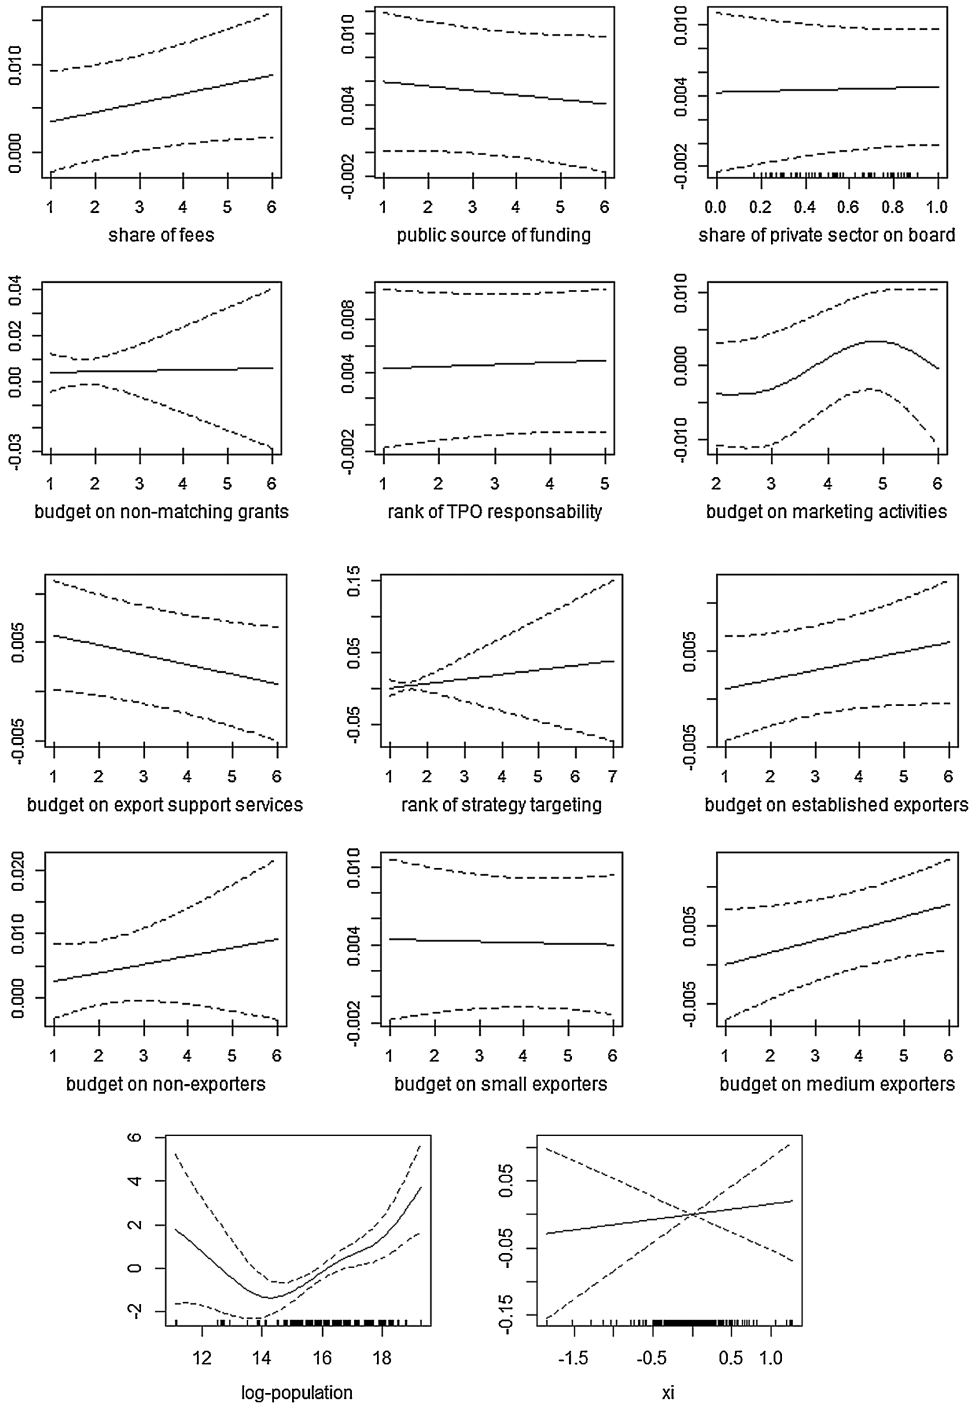 0.010
0.000
1 2 3 4 5 6
share of fees
0.010
0.004
-0.002
1 2 3 4 5 6
public source of funding
0.010
0.004
-0.002
0.0 0.2 0.4 0.6 0.8 1.0
share of private sector on board
0.04
0.02
0.00
-0.03
1 2 3 4 5 6
budget on non-matching grants
0.008
0.004
-0.002
1 2 3 4 5
rank of TPO responsability
0.010
0.000
-0.010
2 3 4 5 6
budget on marketing activities
0.005
-0.005
1 2 3 4 5 6
budget on export support services
0.15
0.05
-0.05
1 2 3 4 5 6 7
rank of strategy targeting
0.005
-0.005
1 2 3 4 5 6
budget on established exporters
0.020
0.010
0.000
1 2 3 4 5 6
budget on non-exporters
0.010
0.004
-0.002
1 2 3 4 5 6
budget on small exporters
0.005
-0.005
1 2 3 4 5 6
budget on medium exporters
6
4
2
0
-2
12 14 16 18
log-population
0.05
-0.05
-0.15
-1.5 -0.5 0.5 1.0
xi